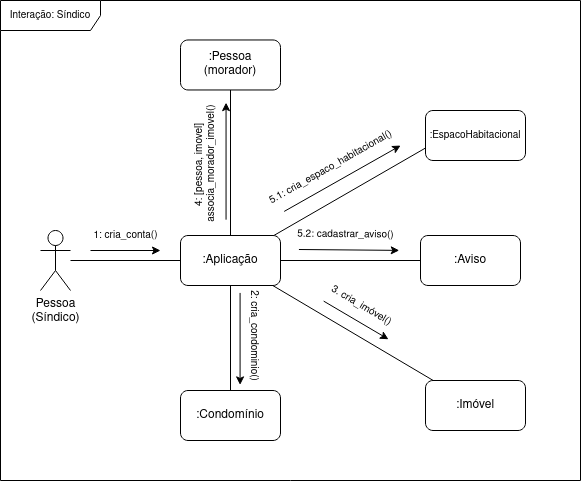 Interação: Síndico
:Pessoa
(morador)
4: [pessoa, imovel]
associa_morador_imovel()
5.1: cria_espaco_habitacional()
:EspacoHabitacional
1: cria_conta()
5.2: cadastrar_aviso()
:Aplicação
:Aviso
Pessoa
(Síndico)
2: cria_condominio()
3. cria_imóvel()
:Condomínio
:Imóvel